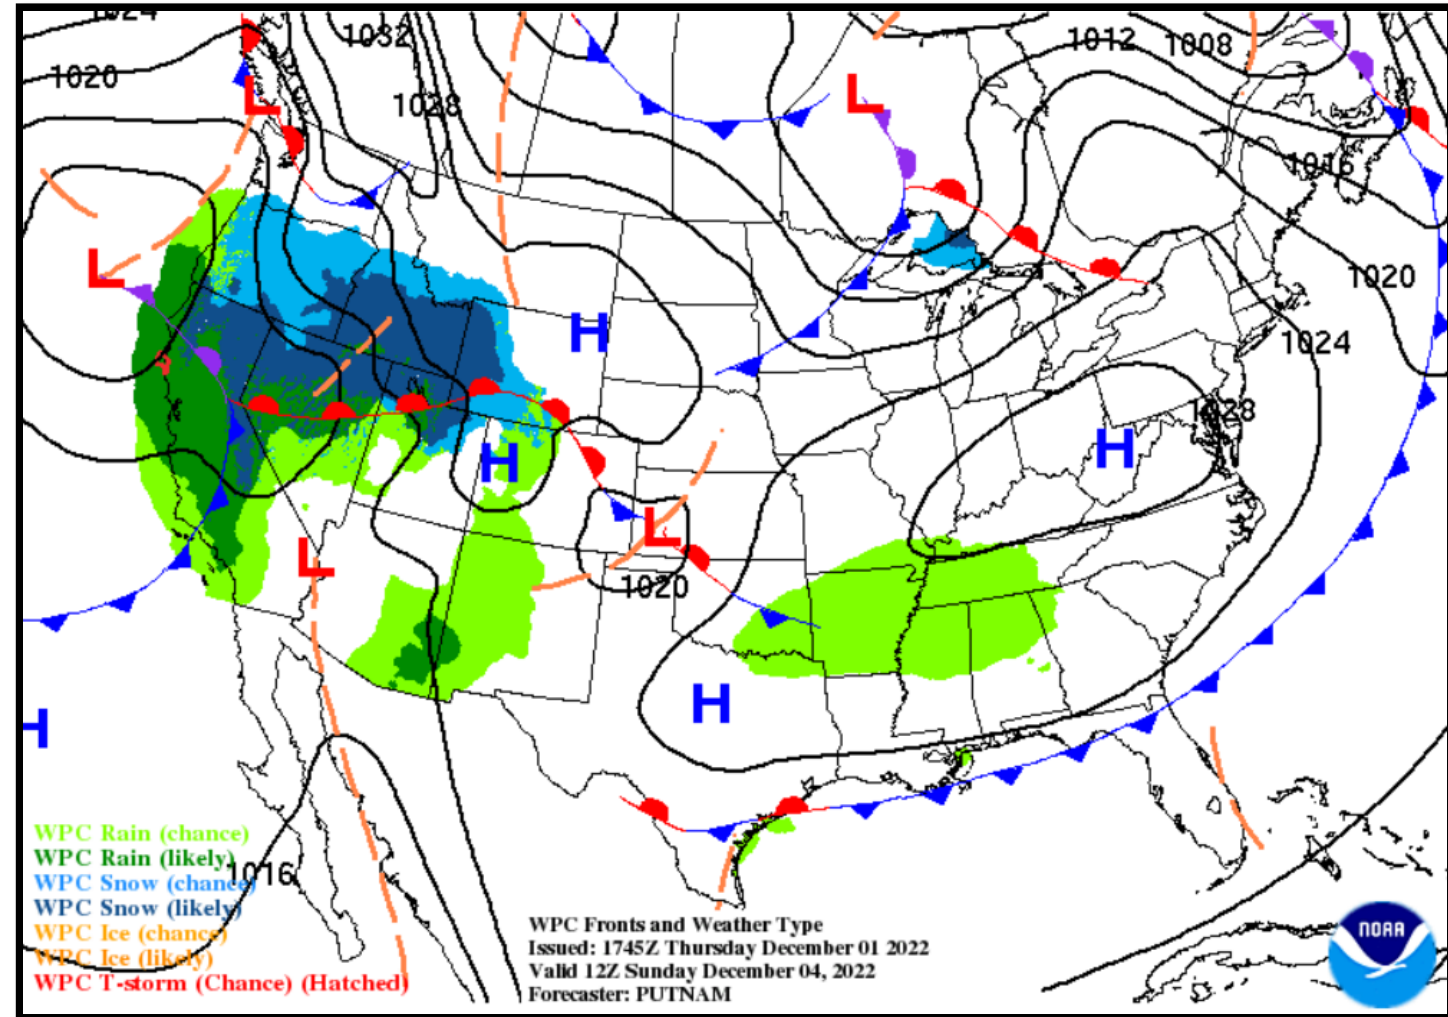 1024
1032
1012
1008
1020
1028
L
L
1016
L
1020
H
1024
1028
H
H
L
L
1020
H
H
WPC Rain (chance)
WPC Rain (likely)
1016
WPC Snow (chance)
WPC Snow (likely)
WPC Ice (chance)
WPC Ice (likely)
WPC T-storm (Chance) (Hatched)
WPC Fronts and Weather Type
Issued: 1745Z Thursday December 01 2022
Valid 12Z Sunday December 04, 2022
Forecaster: PUTNAM
NOAA